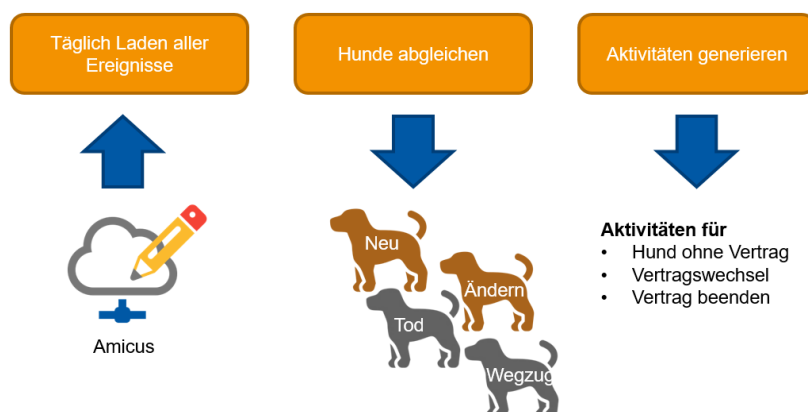 Täglich Laden aller
Ereignisse
Hunde abgleichen
Aktivitäten generieren
Amicus
Neu
Ändern
Tod
Wegzug
Aktivitäten für
• Hund ohne Vertrag
• Vertragswechsel
• Vertrag beenden